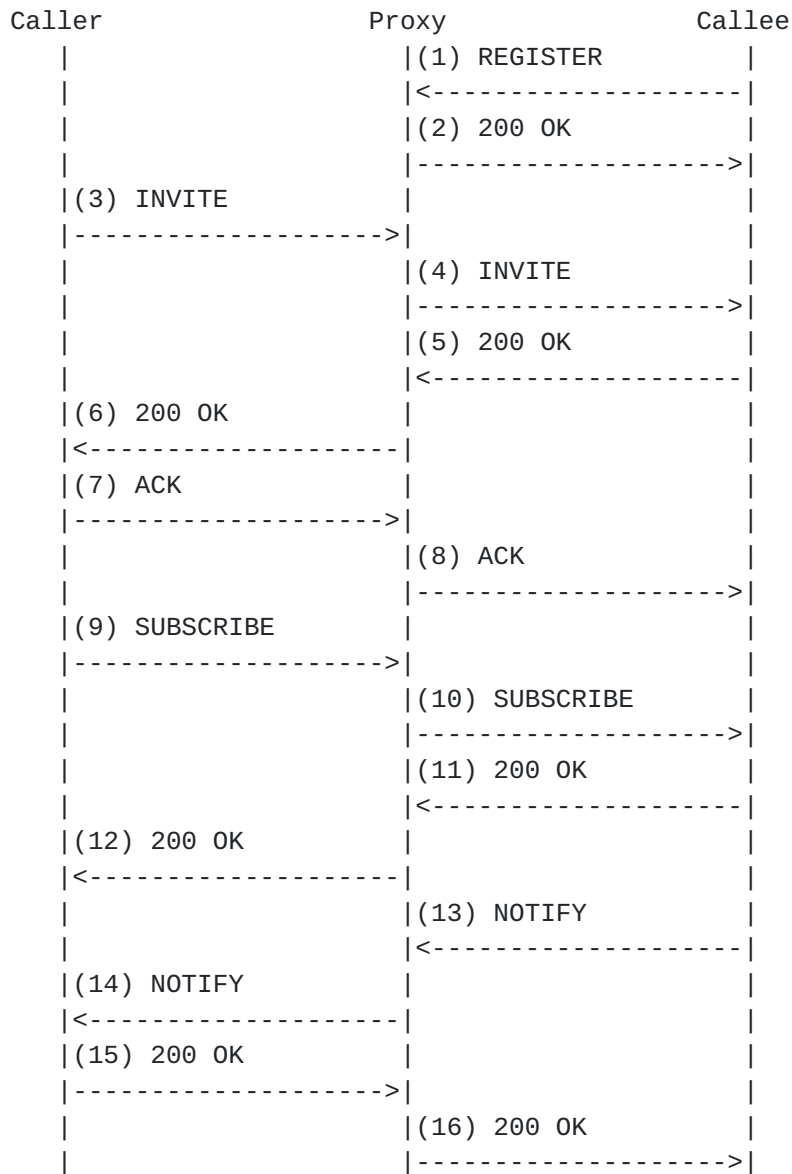 Caller Proxy Callee
(1) REGISTER
(2) 200 OK
(3) INVITE
(4) INVITE
(5) 200 OK
(6) 200 OK
(7) ACK
(8) ACK
(9) SUBSCRIBE
(10) SUBSCRIBE
(11) 200 OK
(12) 200 OK
(13) NOTIFY
(14) NOTIFY
(15) 200 OK
(16) 200 OK